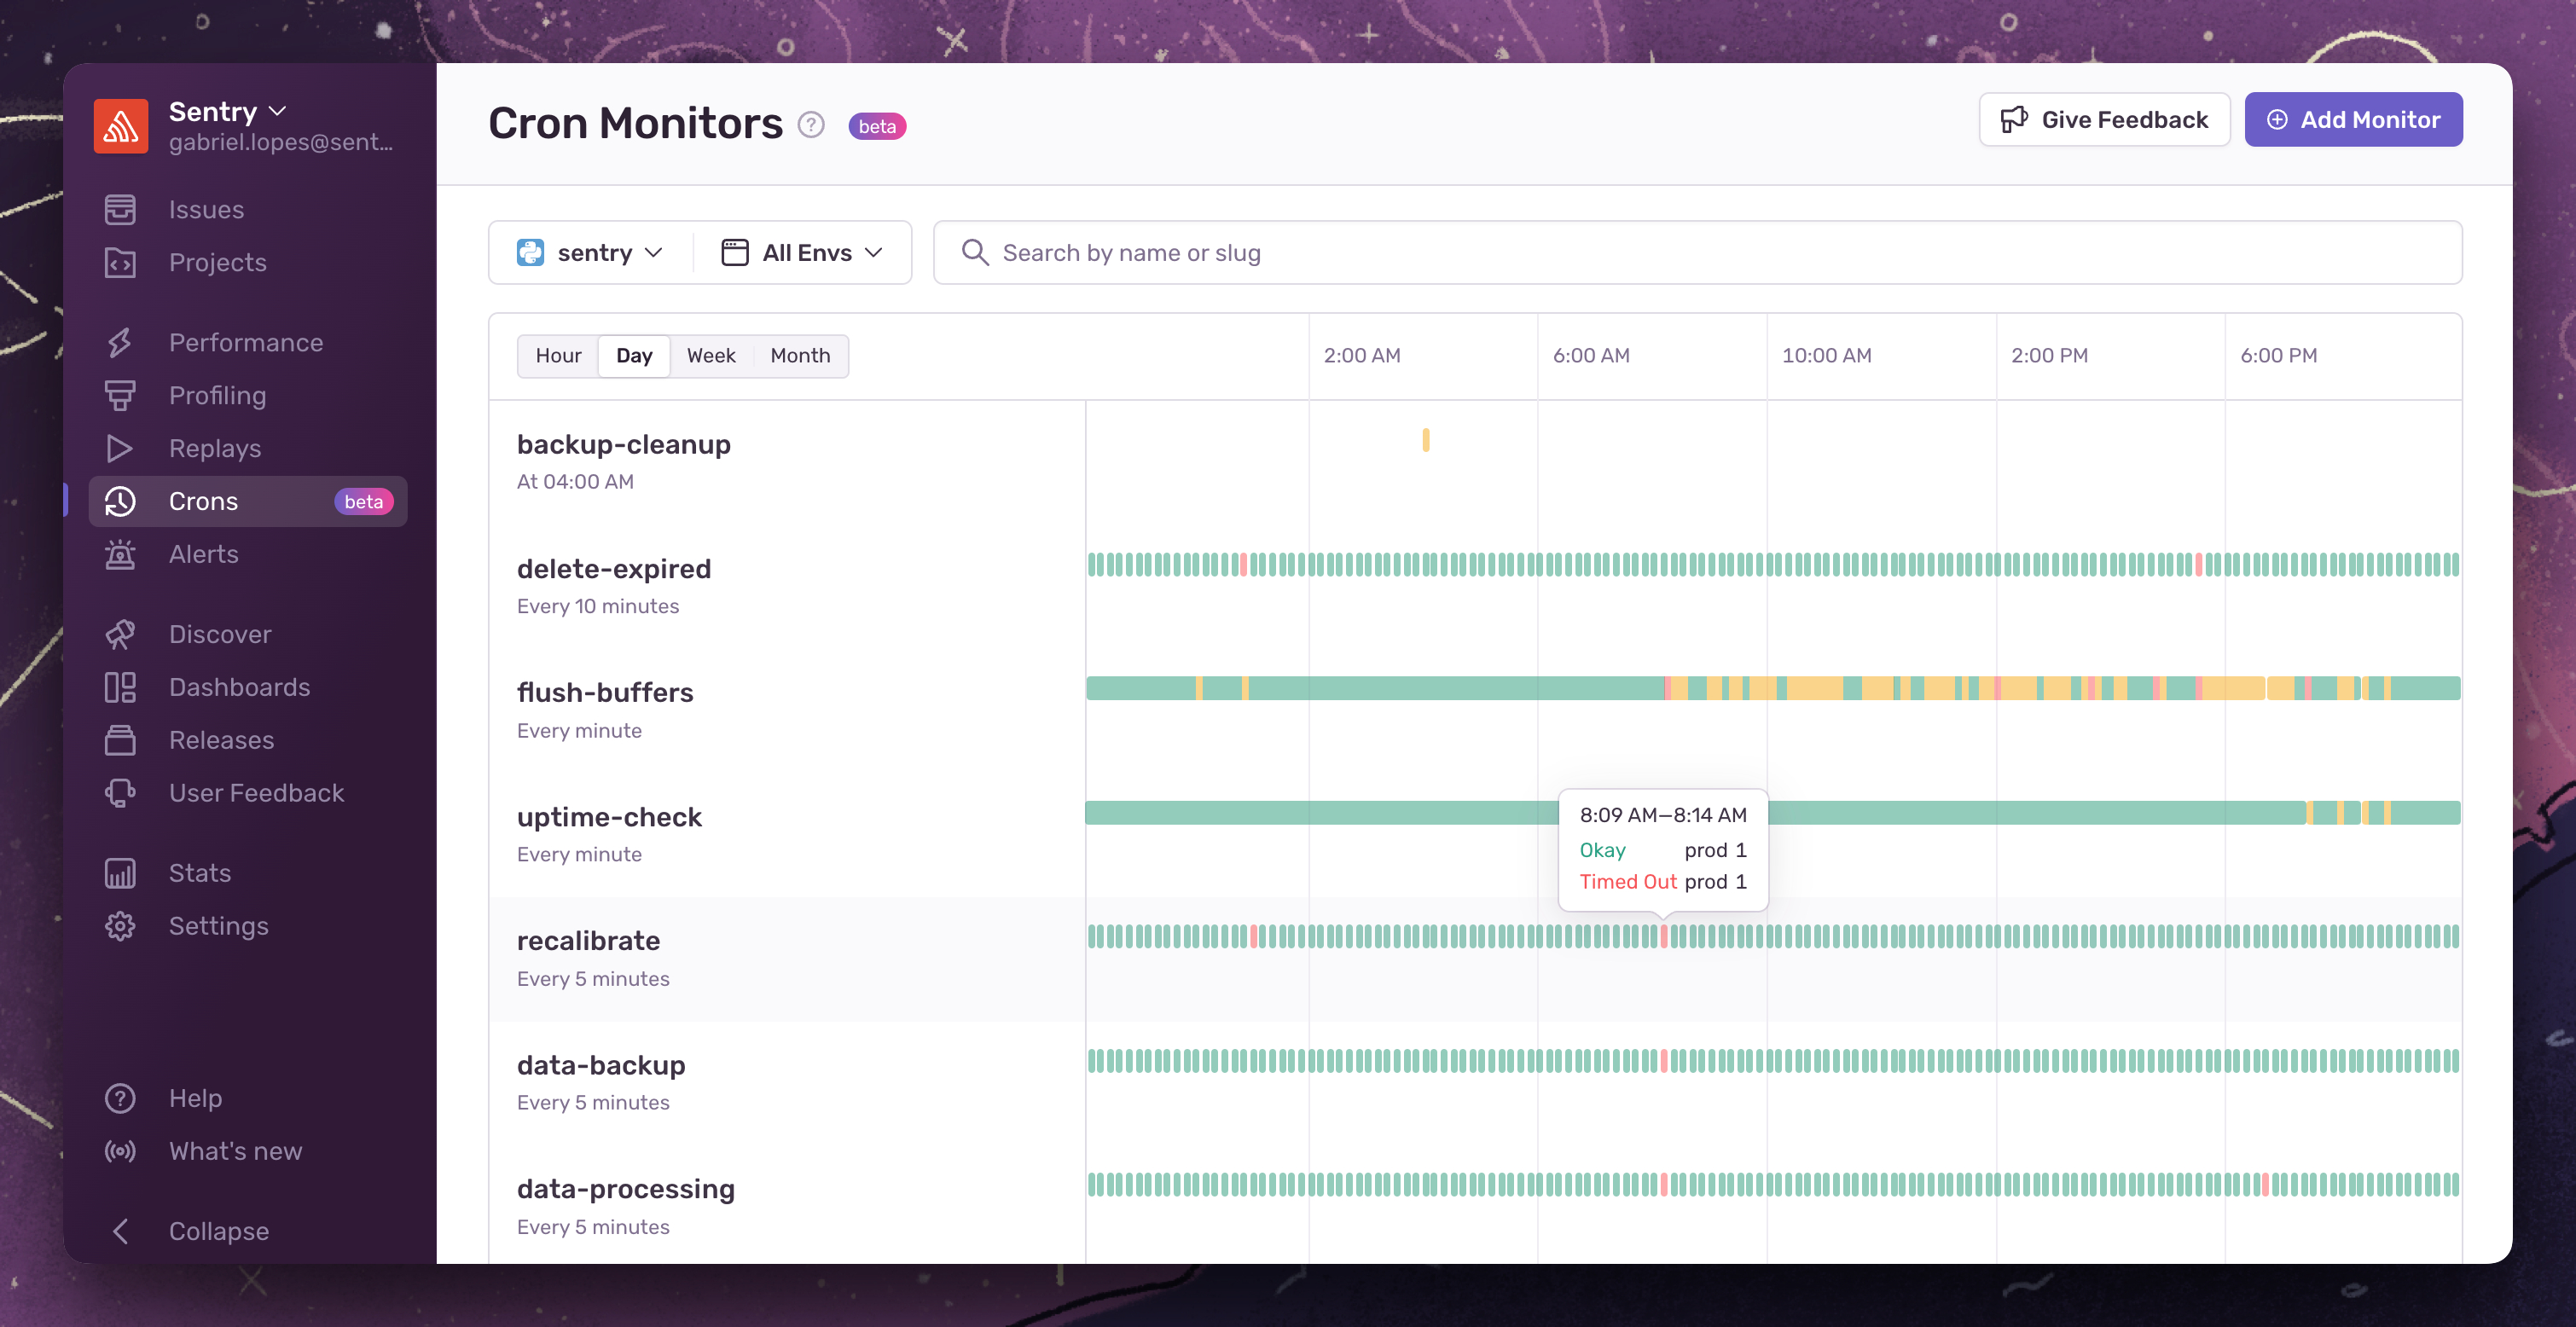 Sentry
gabriel.lopes@sent...
Issues
Projects
Performance
Profiling
Replays
Crons beta
Alerts
Discover
Dashboards
Releases
User Feedback
Stats
Settings
Help
What's new
Collapse
Cron Monitors ? beta
Give Feedback
Add Monitor
sentry
All Envs
Search by name or slug
Hour Day Week Month
2:00 AM 6:00 AM 10:00 AM 2:00 PM 6:00 PM
backup-cleanup
At 04:00 AM
delete-expired
Every 10 minutes
flush-buffers
Every minute
uptime-check
Every minute
8:09 AM—8:14 AM
Okay prod 1
Timed Out prod 1
recalibrate
Every 5 minutes
data-backup
Every 5 minutes
data-processing
Every 5 minutes